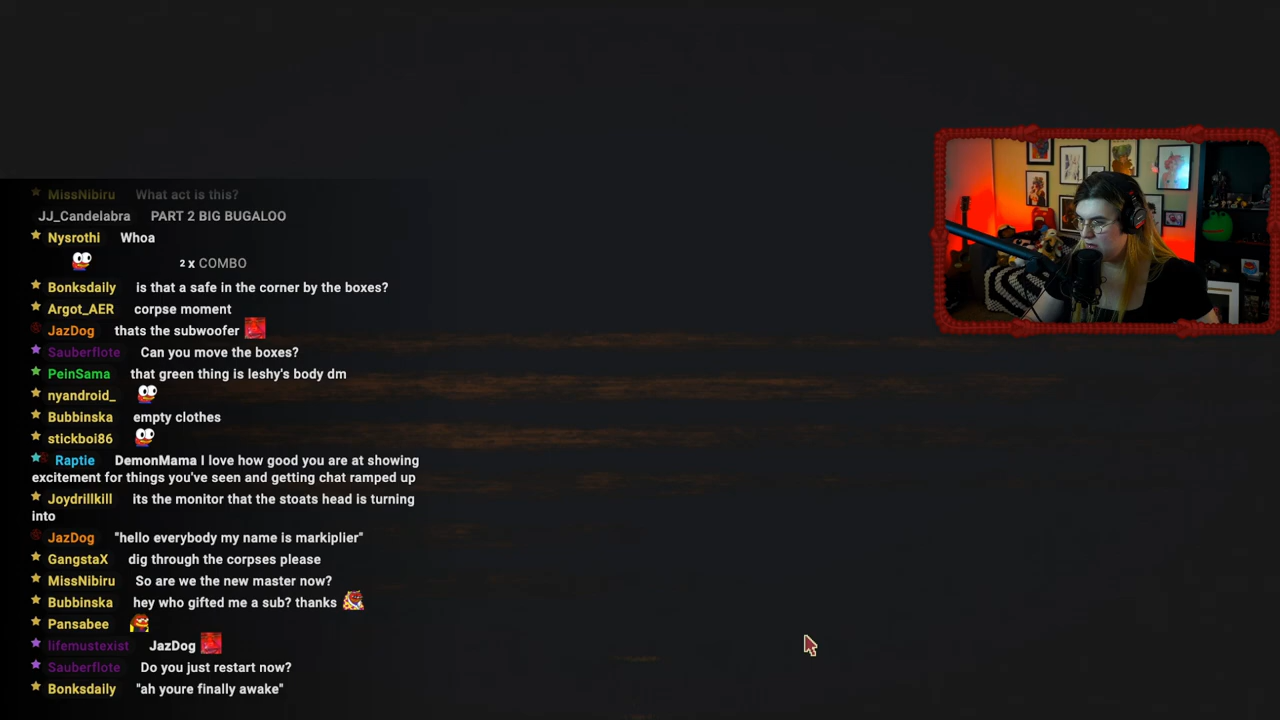 MissNibiru What act is this?
JJ_Candelabra PART 2 BIG BUGALOO
Nysrothi Whoa
2 x COMBO
Bonksdaily is that a safe in the corner by the boxes?
Argot_AER corpse moment
JazDog thats the subwoofer
Sauberflote Can you move the boxes?
PeinSama that green thing is leshy's body dm
nyandroid_
Bubbinska empty clothes
stickboi86
Raptie DemonMama I love how good you are at showing
excitement for things you've seen and getting chat ramped up
Joydrillkill its the monitor that the stoats head is turning
into
JazDog "hello everybody my name is markiplier"
GangstaX dig through the corpses please
MissNibiru So are we the new master now?
Bubbinska hey who gifted me a sub? thanks
Pansabee
lifemustexist JazDog
Sauberflote Do you just restart now?
Bonksdaily "ah youre finally awake"